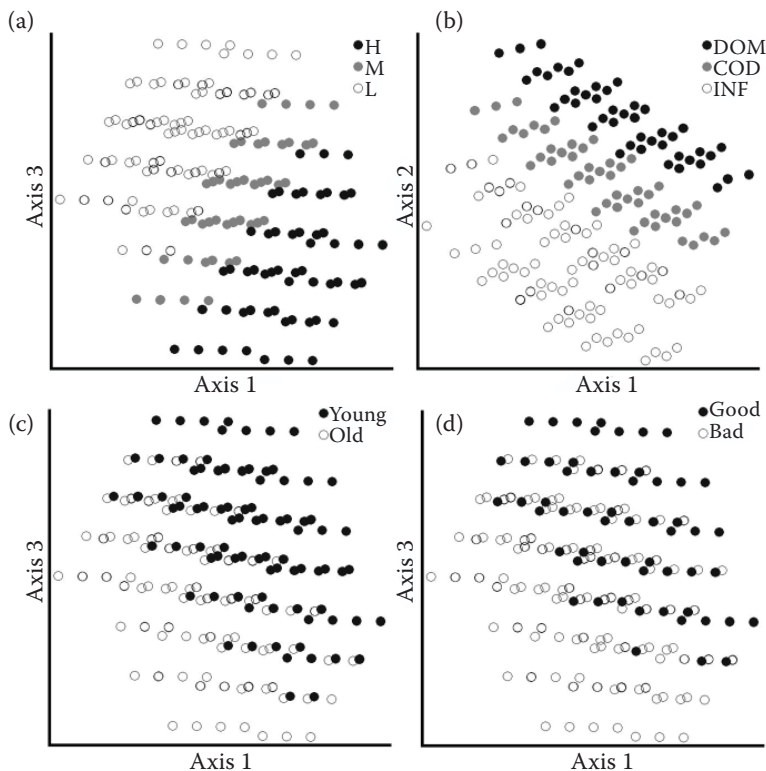 (a)
H
M
L
Axis 3
Axis 1
(b)
DOM
COD
INF
Axis 2
Axis 1
(c)
Young
Old
Axis 3
Axis 1
(d)
Good
Bad
Axis 3
Axis 1